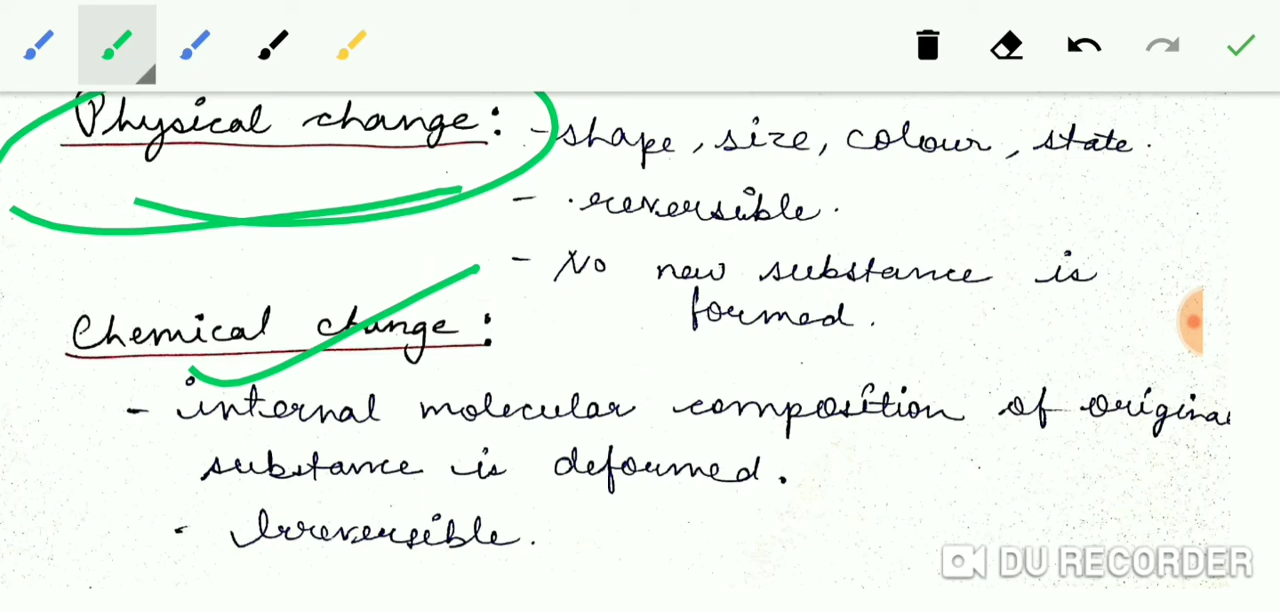 Physical change: - shape, size, colour, state.
- reversible.
- No new substance is
formed.
Chemical change:
- internal molecular composition of origina
substance is deformed.
- Irreversible.
DU RECORDER